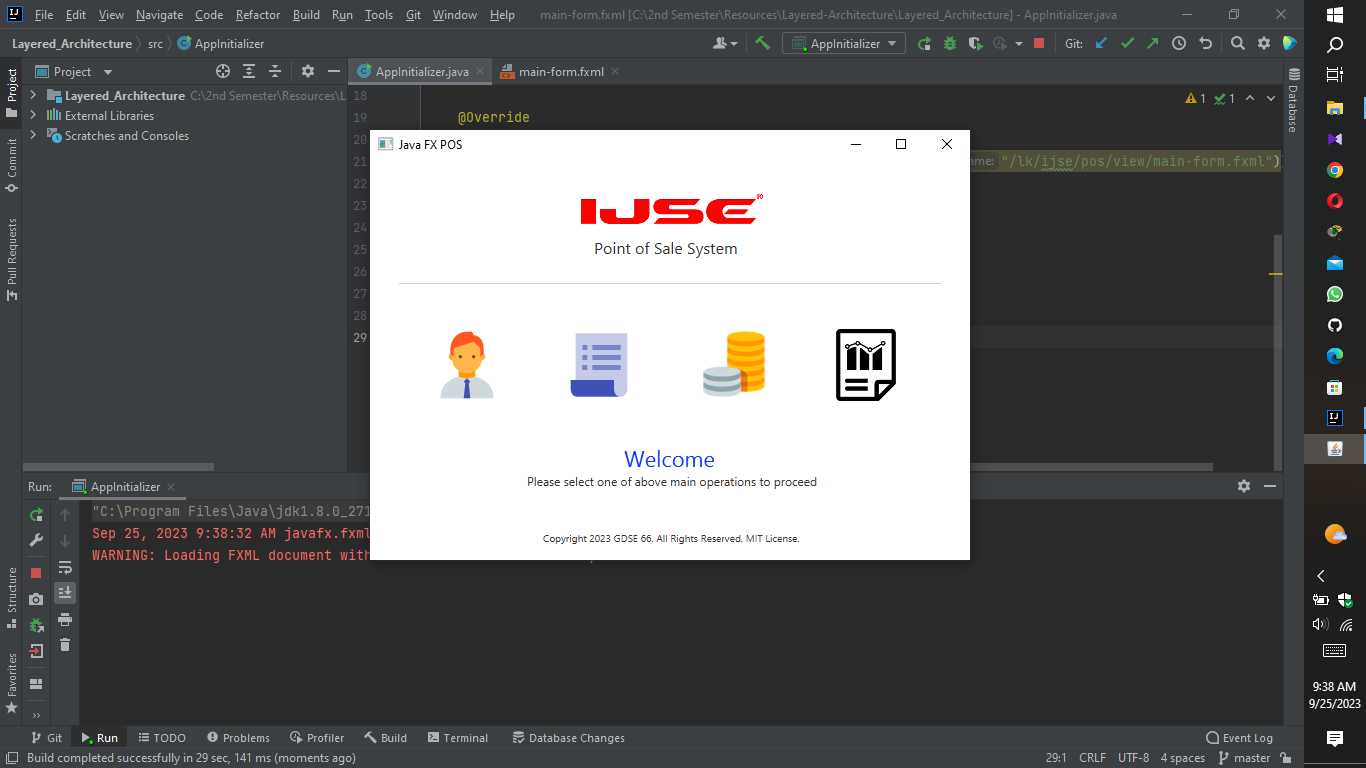 File Edit View Navigate Code Refactor Build Run Tools Git Window Help main-form.fxml [C:\2nd Semester\Resources\Layered-Architecture\Layered_Architecture] - AppInitializer.java
Layered_Architecture src AppInitializer
AppInitializer
Git:
Project
AppInitializer.java
main-form.fxml
Layered_Architecture C:\2nd Semester\Resources\L
External Libraries
Scratches and Consoles
Project
Commit
Pull Requests
Structure
Favorites
Database
18
19 @Override
20
21 ame: "/lk/ijse/pos/view/main-form.fxml")
22
23
24
25
26
27
28
29
1 1
Java FX POS
IJSE®
Point of Sale System
Welcome
Please select one of above main operations to proceed
Copyright 2023 GDSE 66. All Rights Reserved. MIT License.
Run: AppInitializer
"C:\Program Files\Java\jdk1.8.0_271
Sep 25, 2023 9:38:32 AM javafx.fxml
WARNING: Loading FXML document with
Git Run TODO Problems Profiler Build Terminal Database Changes Event Log
Build completed successfully in 29 sec, 141 ms (moments ago) 29:1 CRLF UTF-8 4 spaces master
9:38 AM
9/25/2023